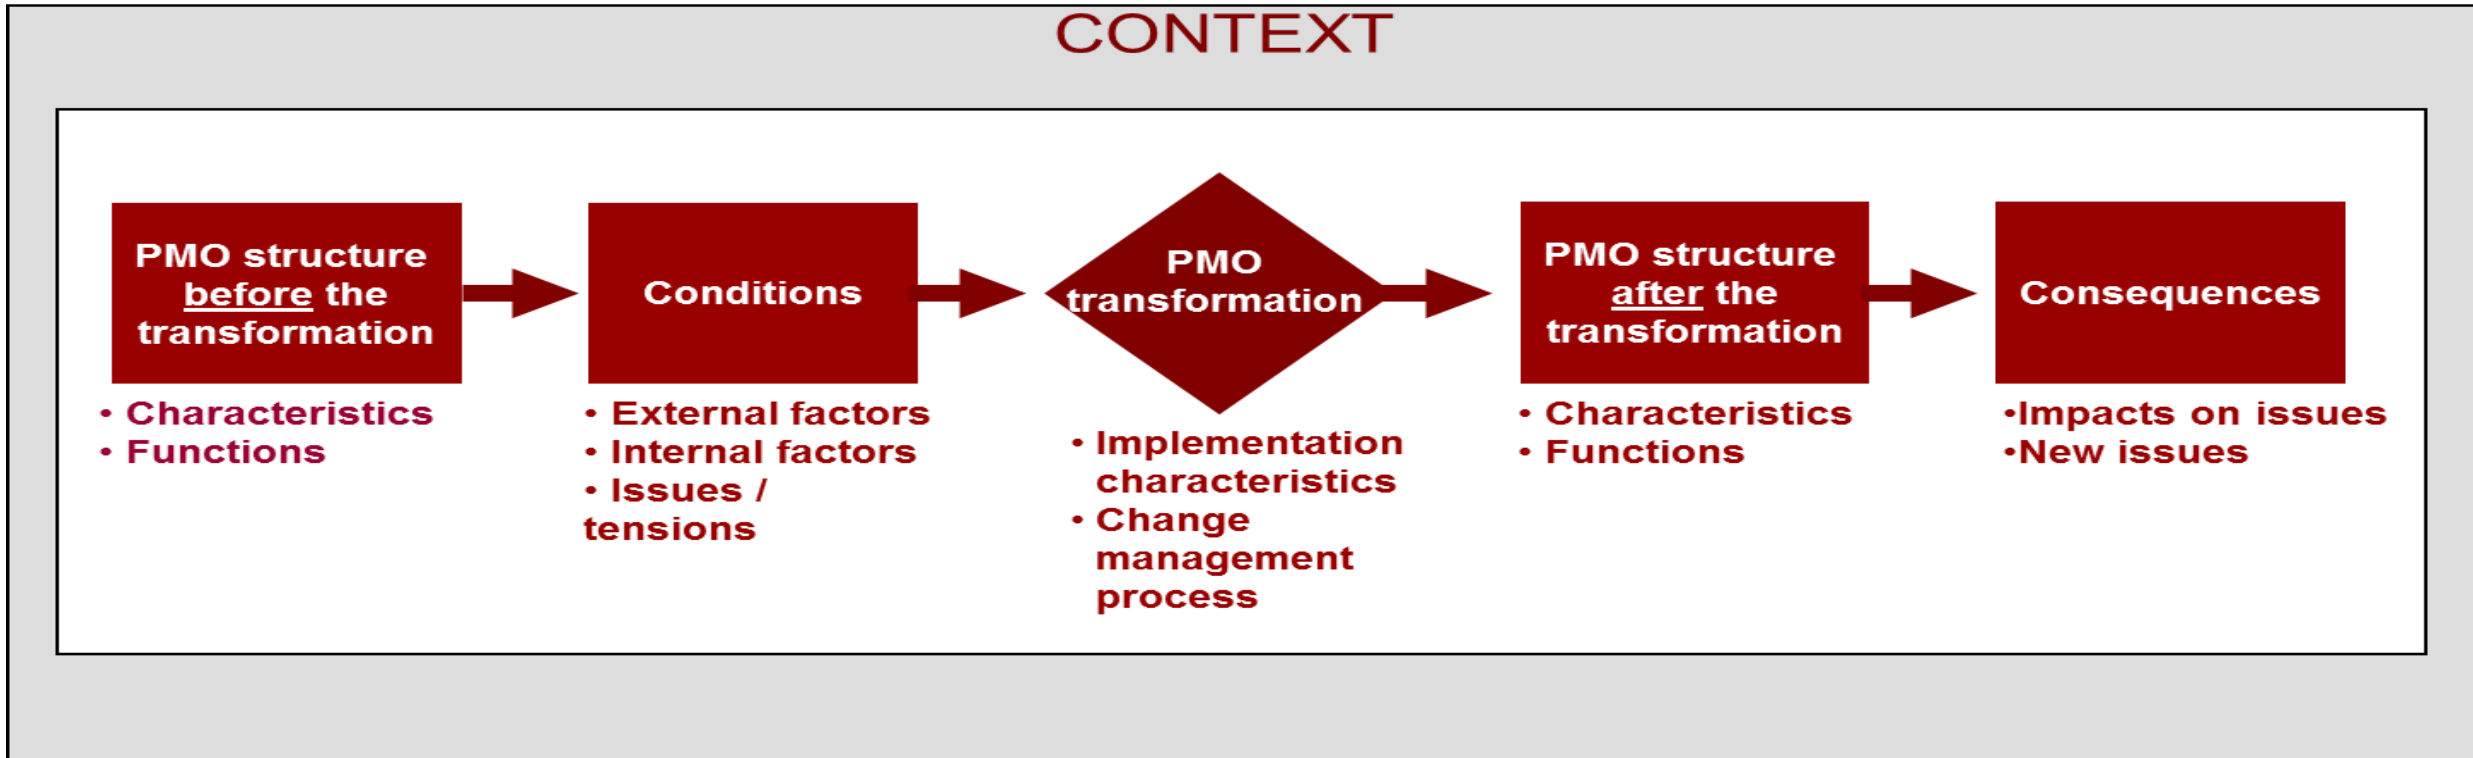 CONTEXT
PMO structure
before the
transformation
• Characteristics
• Functions
Conditions
• External factors
• Internal factors
• Issues /
tensions
PMO
transformation
• Implementation
characteristics
• Change
management
process
PMO structure
after the
transformation
• Characteristics
• Functions
Consequences
•Impacts on issues
•New issues